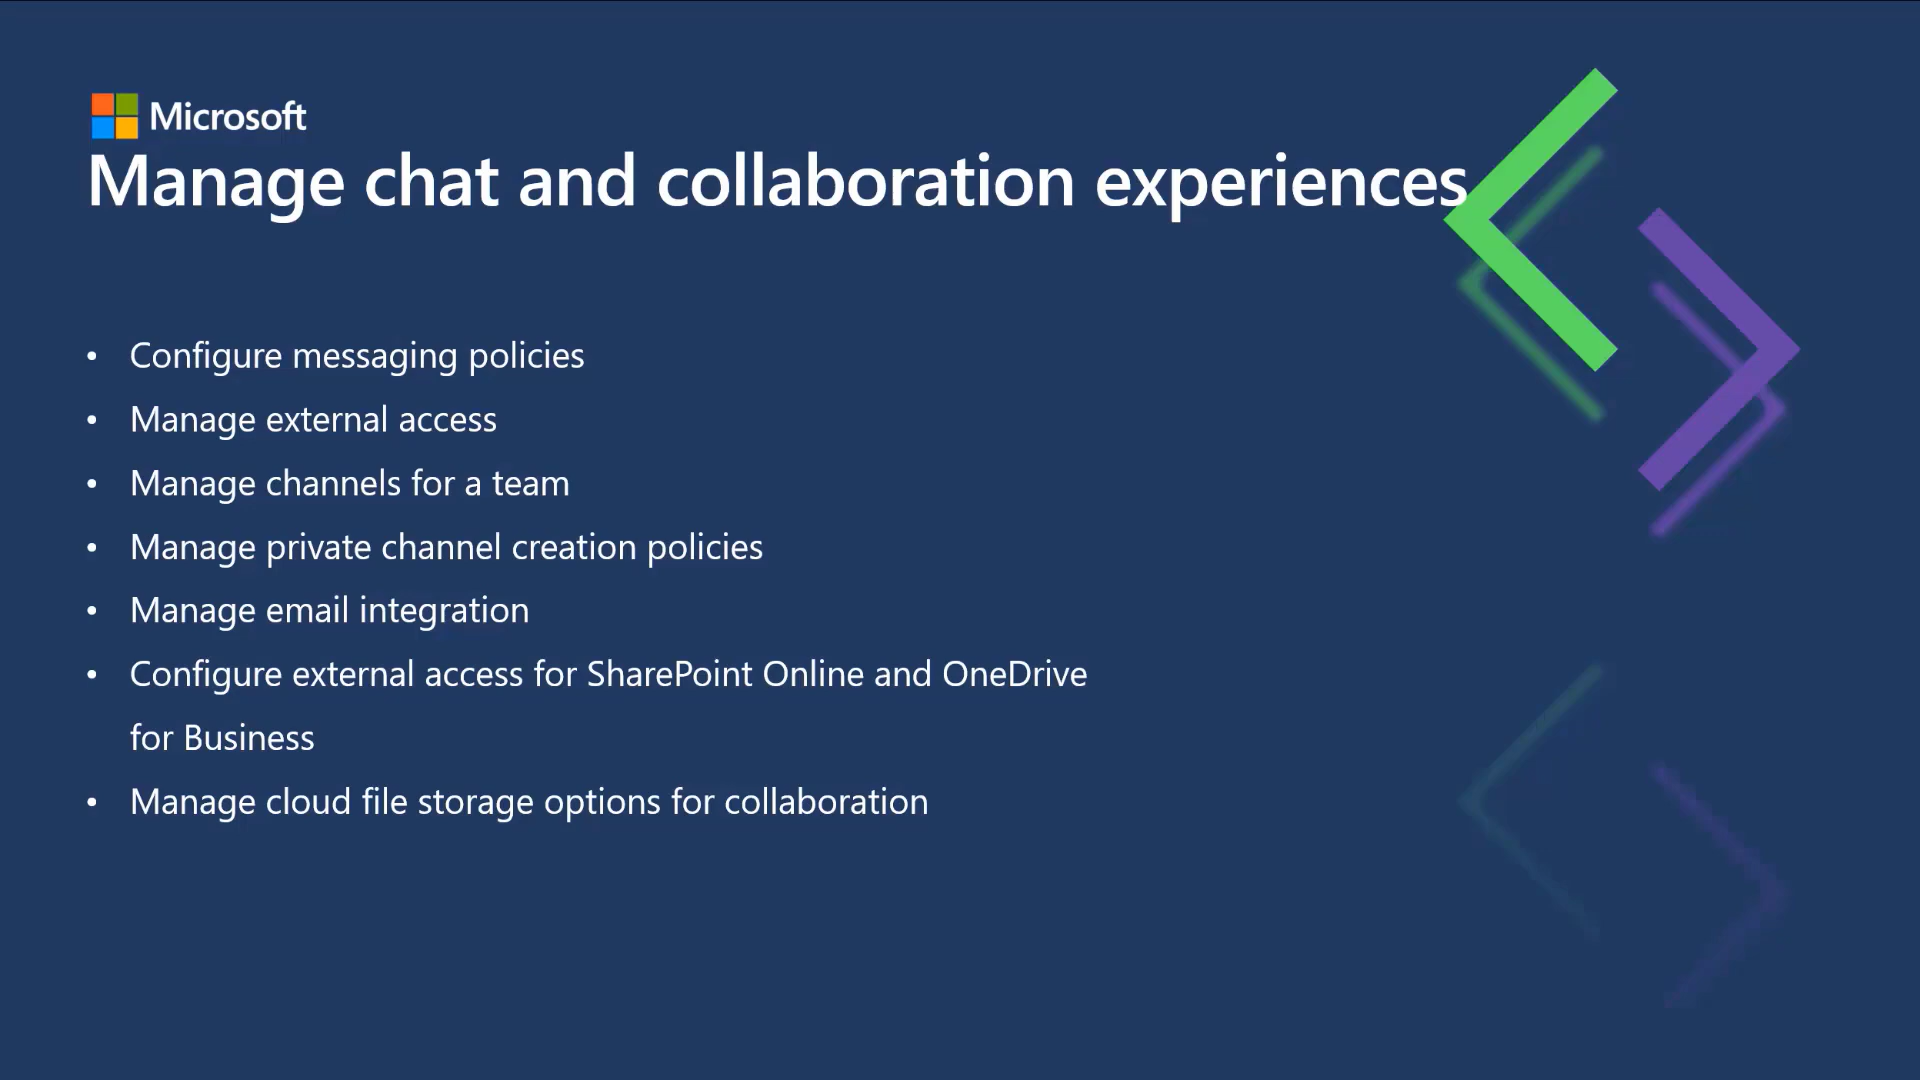 Microsoft
Manage chat and collaboration experiences
• Configure messaging policies
• Manage external access
• Manage channels for a team
• Manage private channel creation policies
• Manage email integration
• Configure external access for SharePoint Online and OneDrive
for Business
• Manage cloud file storage options for collaboration